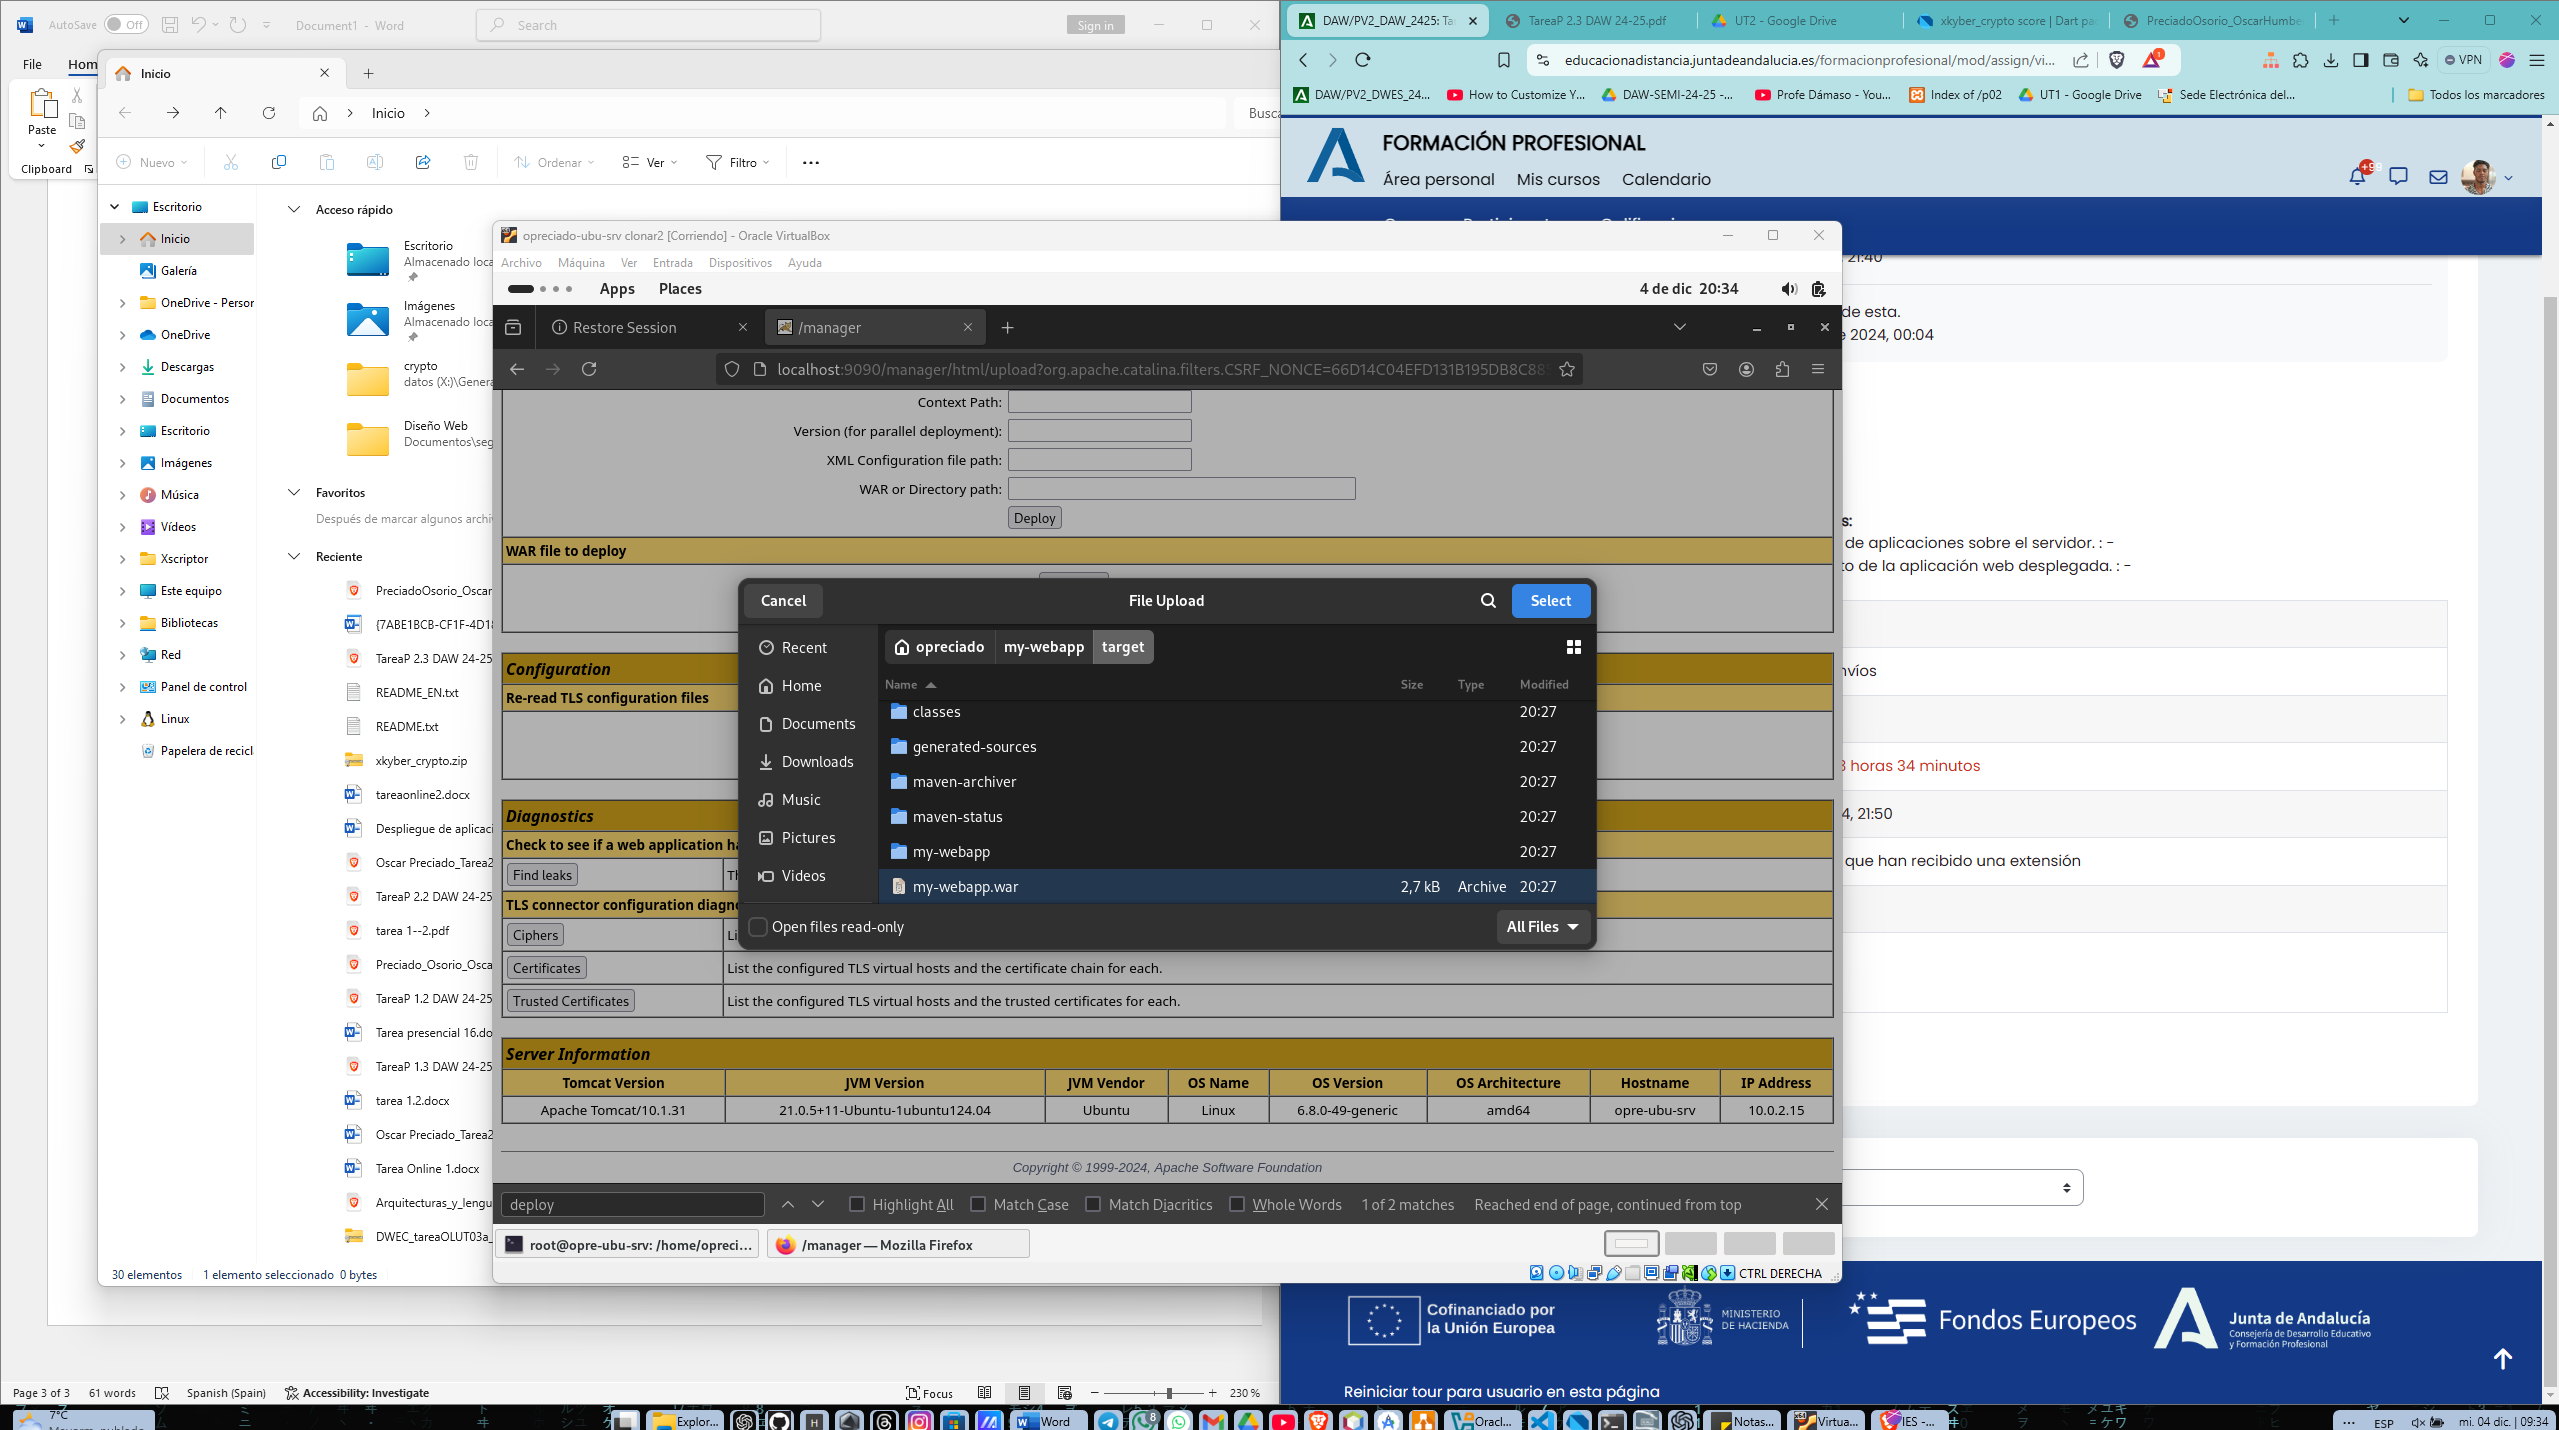 AutoSave Off Document1 - Word Search Sign in
File Hom
Paste
Clipboard
Inicio
Inicio
Busca
Nuevo Ordenar Ver Filtro
Escritorio
Inicio
Galería
OneDrive - Persor
OneDrive
Descargas
Documentos
Escritorio
Imágenes
Música
Vídeos
Xscriptor
Este equipo
Bibliotecas
Red
Panel de control
Linux
Papelera de recicl
Acceso rápido
Escritorio
Almacenado loca
Imágenes
Almacenado loca
crypto
datos (X:)\Genera
Diseño Web
Documentos\seg
Favoritos
Después de marcar algunos archiv
Reciente
PreciadoOsorio_Oscar
{7ABE1BCB-CF1F-4D18
TareaP 2.3 DAW 24-25
README_EN.txt
README.txt
xkyber_crypto.zip
tareaonline2.docx
Despliegue de aplicaci
Oscar Preciado_Tarea2
TareaP 2.2 DAW 24-25
tarea 1--2.pdf
Preciado_Osorio_Osca
TareaP 1.2 DAW 24-25
Tarea presencial 16.do
TareaP 1.3 DAW 24-25
tarea 1.2.docx
Oscar Preciado_Tarea2
Tarea Online 1.docx
Arquitecturas_y_lengu
DWEC_tareaOLUT03a_
30 elementos 1 elemento seleccionado 0 bytes
Page 3 of 3 61 words Spanish (Spain) Accessibility: Investigate Focus 230 %
opreciado-ubu-srv clonar2 [Corriendo] - Oracle VirtualBox
Archivo Máquina Ver Entrada Dispositivos Ayuda
Apps Places 4 de dic 20:34
Restore Session /manager
localhost:9090/manager/html/upload?org.apache.catalina.filters.CSRF_NONCE=66D14C04EFD131B195DB8C88
Context Path:
Version (for parallel deployment):
XML Configuration file path:
WAR or Directory path:
Deploy
WAR file to deploy
Configuration
Re-read TLS configuration files
Diagnostics
Check to see if a web application ha
Find leaks Th
TLS connector configuration diagno
Ciphers Li
Certificates List the configured TLS virtual hosts and the certificate chain for each.
Trusted Certificates List the configured TLS virtual hosts and the trusted certificates for each.
Cancel File Upload Select
Recent
Home
Documents
Downloads
Music
Pictures
Videos
opreciado my-webapp target
Name Size Type Modified
classes 20:27
generated-sources 20:27
maven-archiver 20:27
maven-status 20:27
my-webapp 20:27
my-webapp.war 2,7 kB Archive 20:27
Open files read-only All Files
Server Information
Tomcat Version JVM Version JVM Vendor OS Name OS Version OS Architecture Hostname IP Address
Apache Tomcat/10.1.31 21.0.5+11-Ubuntu-1ubuntu124.04 Ubuntu Linux 6.8.0-49-generic amd64 opre-ubu-srv 10.0.2.15
Copyright © 1999-2024, Apache Software Foundation
deploy Highlight All Match Case Match Diacritics Whole Words 1 of 2 matches Reached end of page, continued from top
root@opre-ubu-srv: /home/opreci... /manager — Mozilla Firefox
CTRL DERECHA
DAW/PV2_DAW_2425: Ta TareaP 2.3 DAW 24-25.pdf UT2 - Google Drive xkyber_crypto score | Dart pa PreciadoOsorio_OscarHumbe
educacionadistancia.juntadeandalucia.es/formacionprofesional/mod/assign/vi... 1 VPN
DAW/PV2_DWES_24... How to Customize Y... DAW-SEMI-24-25 -... Profe Dámaso - You... Index of /p02 UT1 - Google Drive Sede Electrónica del... Todos los marcadores
FORMACIÓN PROFESIONAL
Área personal Mis cursos Calendario
+99
, 21:40
de esta.
e 2024, 00:04
s:
de aplicaciones sobre el servidor. : -
to de la aplicación web desplegada. : -
nvíos
3 horas 34 minutos
4, 21:50
que han recibido una extensión
Cofinanciado por
la Unión Europea
MINISTERIO
DE HACIENDA
Fondos Europeos
Junta de Andalucía
Consejería de Desarrollo Educativo
y Formación Profesional
Reiniciar tour para usuario en esta página
7°C
Explor... 8 Word Oracl... Notas... Virtua... IES -...
ESP mi. 04 dic. | 09:34